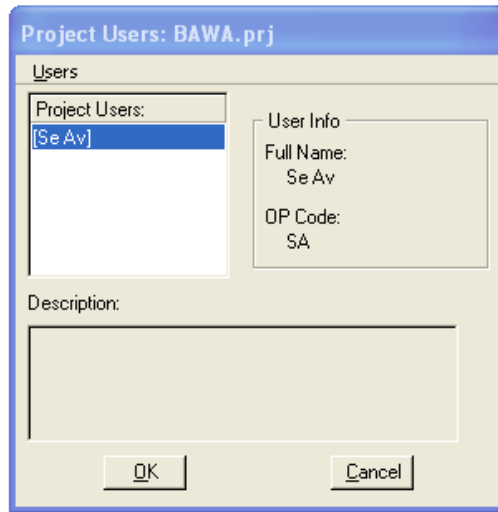 Project Users: BAWA.prj
Users
Project Users:
[Se Av]
User Info
Full Name:
Se Av
OP Code:
SA
Description:
OK
Cancel